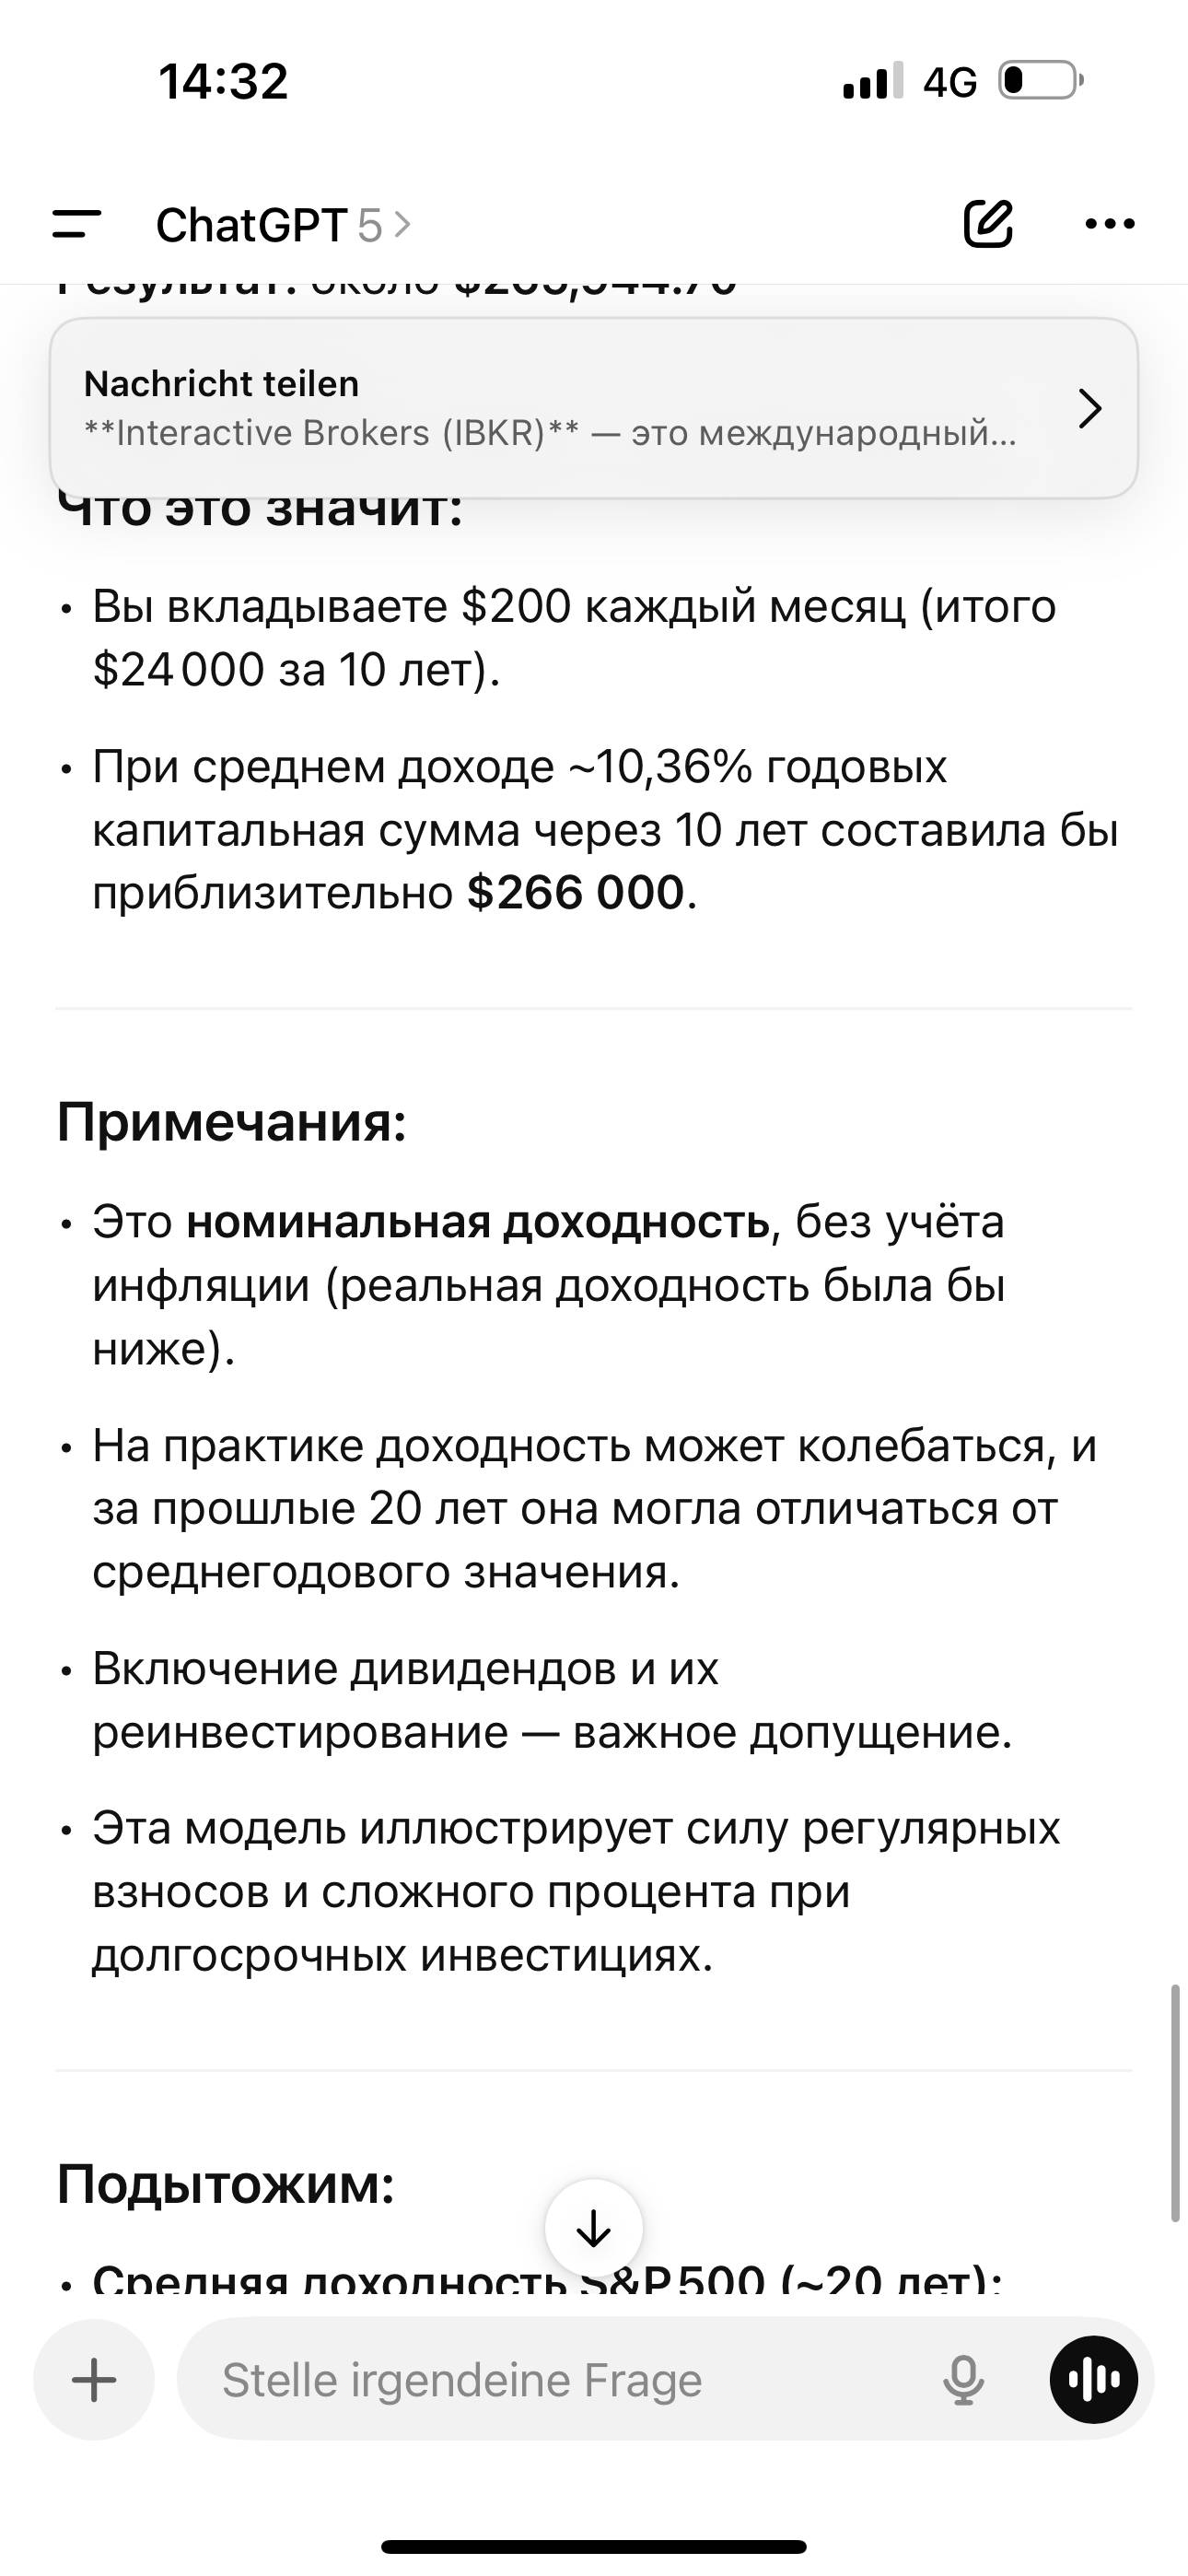 14:32
4G
ChatGPT 5
Результат: около
Nachricht teilen
**Interactive Brokers (IBKR)** — это международный...
Что это значит:
• Вы вкладываете $200 каждый месяц (итого
$24 000 за 10 лет).
• При среднем доходе ~10,36% годовых
капитальная сумма через 10 лет составила бы
приблизительно $266 000.
Примечания:
• Это номинальная доходность, без учёта
инфляции (реальная доходность была бы
ниже).
• На практике доходность может колебаться, и
за прошлые 20 лет она могла отличаться от
среднегодового значения.
• Включение дивидендов и их
реинвестирование — важное допущение.
• Эта модель иллюстрирует силу регулярных
взносов и сложного процента при
долгосрочных инвестициях.
Подытожим:
• Средняя доходность S&P 500 (~20 лет):
Stelle irgendeine Frage